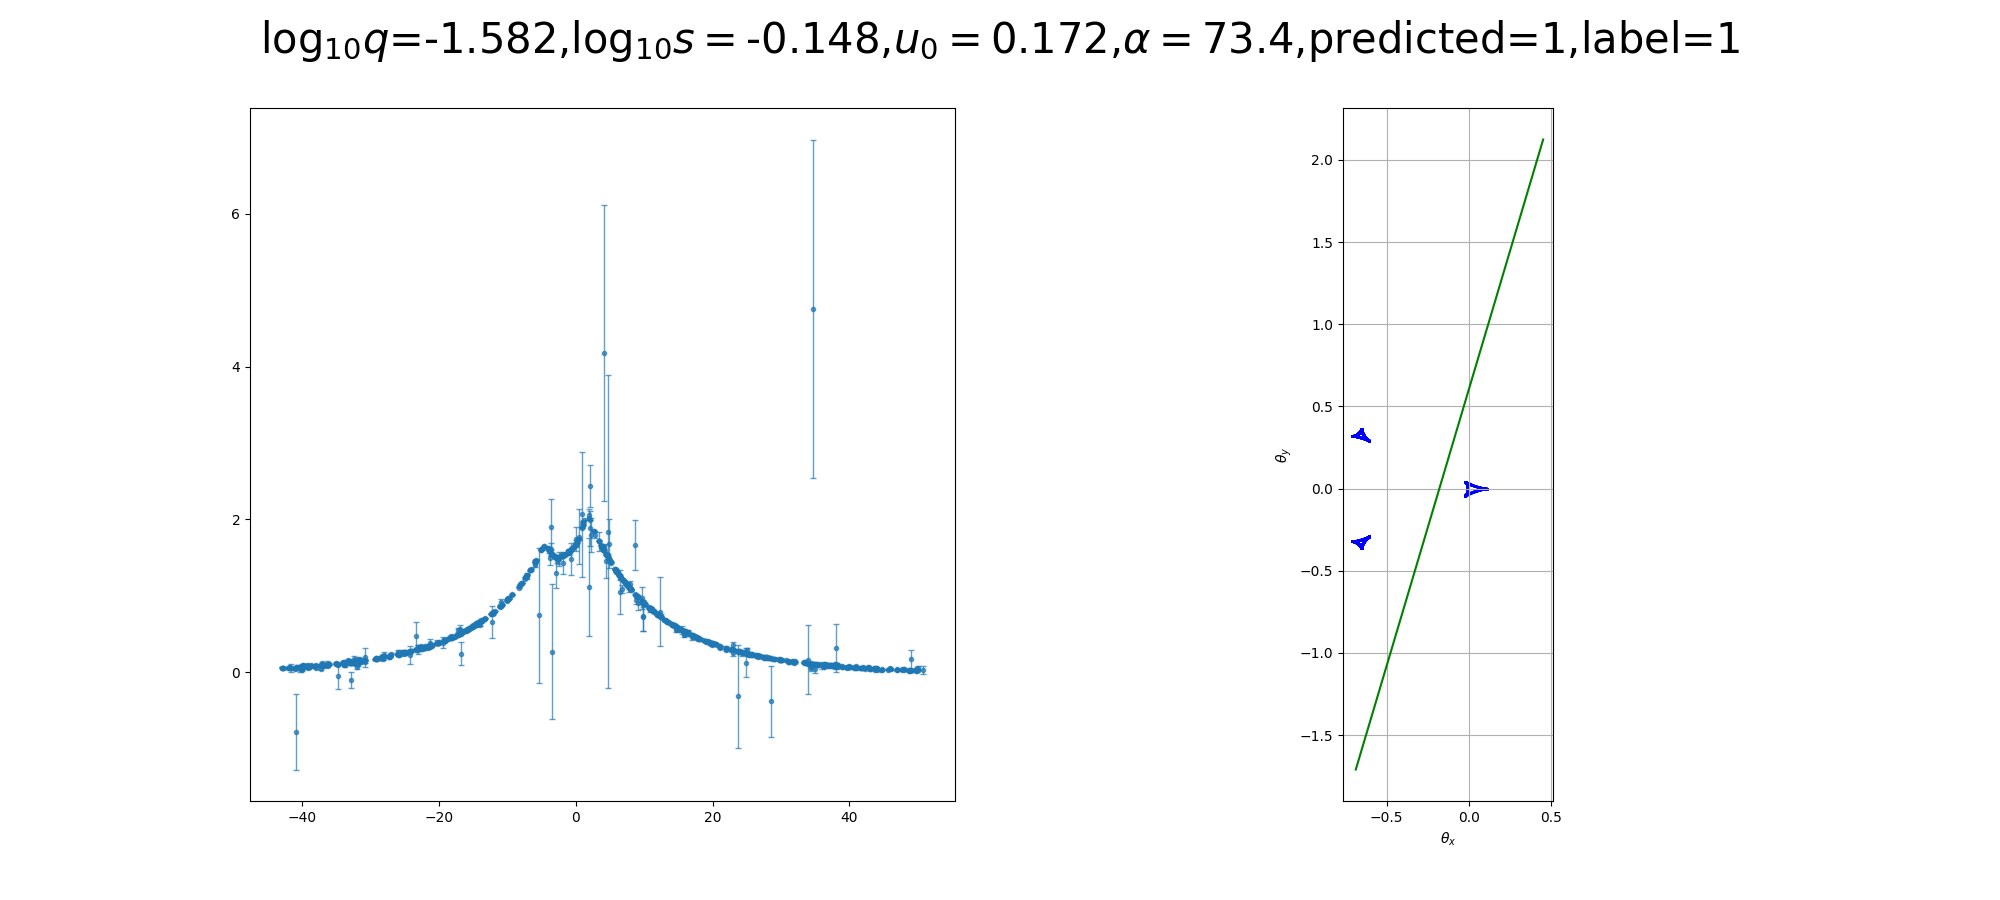 log₁₀q=-1.582,log₁₀s = -0.148,u₀ = 0.172,α = 73.4,predicted=1,label=1
6
4
2
0
−40 −20 0 20 40
2.0
1.5
1.0
0.5
0.0
−0.5
−1.0
−1.5
θy
−0.5 0.0 0.5
θx